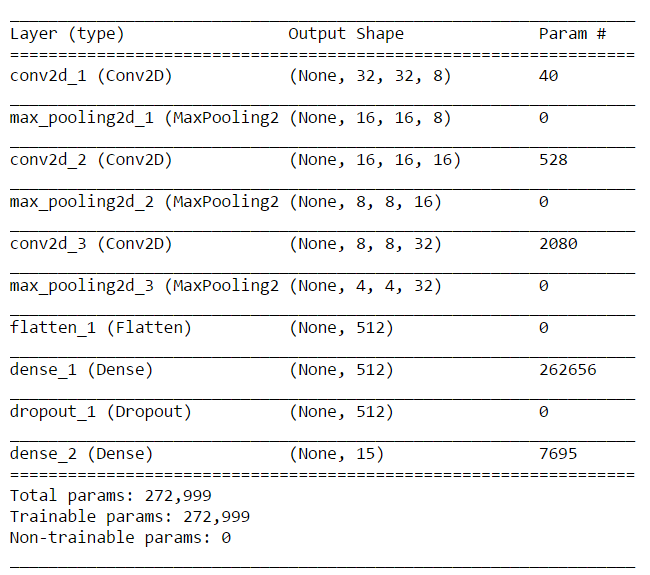 _________________________________________________________________
Layer (type)                 Output Shape              Param #
=================================================================
conv2d_1 (Conv2D)            (None, 32, 32, 8)         40
_________________________________________________________________
max_pooling2d_1 (MaxPooling2 (None, 16, 16, 8)         0
_________________________________________________________________
conv2d_2 (Conv2D)            (None, 16, 16, 16)        528
_________________________________________________________________
max_pooling2d_2 (MaxPooling2 (None, 8, 8, 16)          0
_________________________________________________________________
conv2d_3 (Conv2D)            (None, 8, 8, 32)          2080
_________________________________________________________________
max_pooling2d_3 (MaxPooling2 (None, 4, 4, 32)          0
_________________________________________________________________
flatten_1 (Flatten)          (None, 512)               0
_________________________________________________________________
dense_1 (Dense)              (None, 512)               262656
_________________________________________________________________
dropout_1 (Dropout)          (None, 512)               0
_________________________________________________________________
dense_2 (Dense)              (None, 15)                7695
=================================================================
Total params: 272,999
Trainable params: 272,999
Non-trainable params: 0
_________________________________________________________________